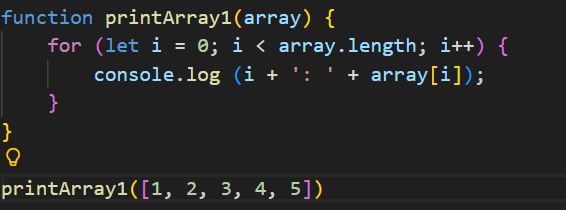 function printArray1(array) {
    for (let i = 0; i < array.length; i++) {
        console.log (i + ': ' + array[i]);
    }
}
printArray1([1, 2, 3, 4, 5])